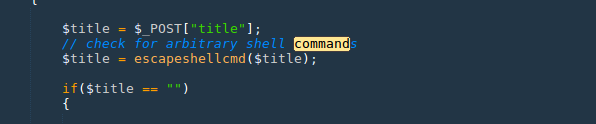 {
$title = $_POST["title"];
// check for arbitrary shell commands
$title = escapeshellcmd($title);
if($title == "")
{